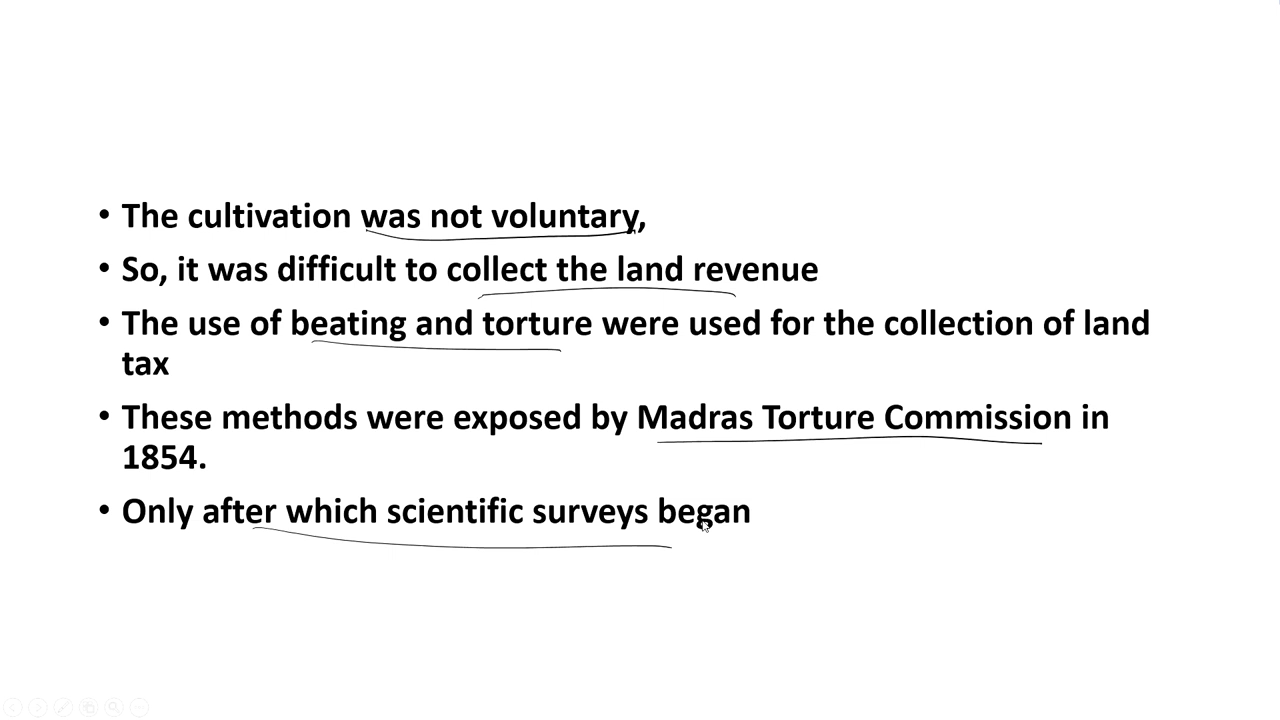 • The cultivation was not voluntary,
• So, it was difficult to collect the land revenue
• The use of beating and torture were used for the collection of land
tax
• These methods were exposed by Madras Torture Commission in
1854.
• Only after which scientific surveys began